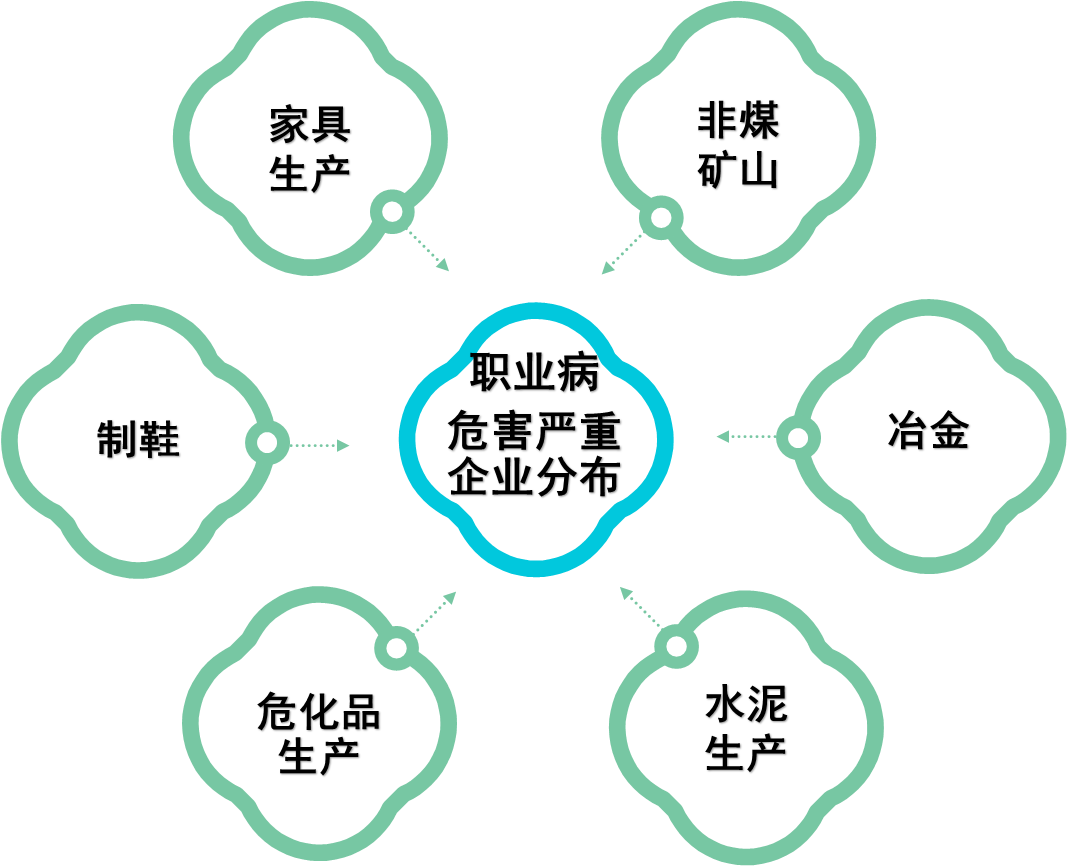 家具
生产
非煤
矿山
制鞋
职业病
危害严重
企业分布
冶金
危化品
生产
水泥
生产